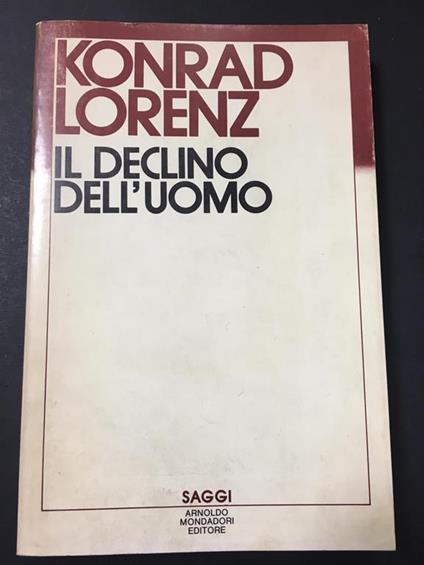 KONRAD
LORENZ
IL DECLINO
DELL'UOMO
SAGGI
ARNOLDO
MONDADORI
EDITORE